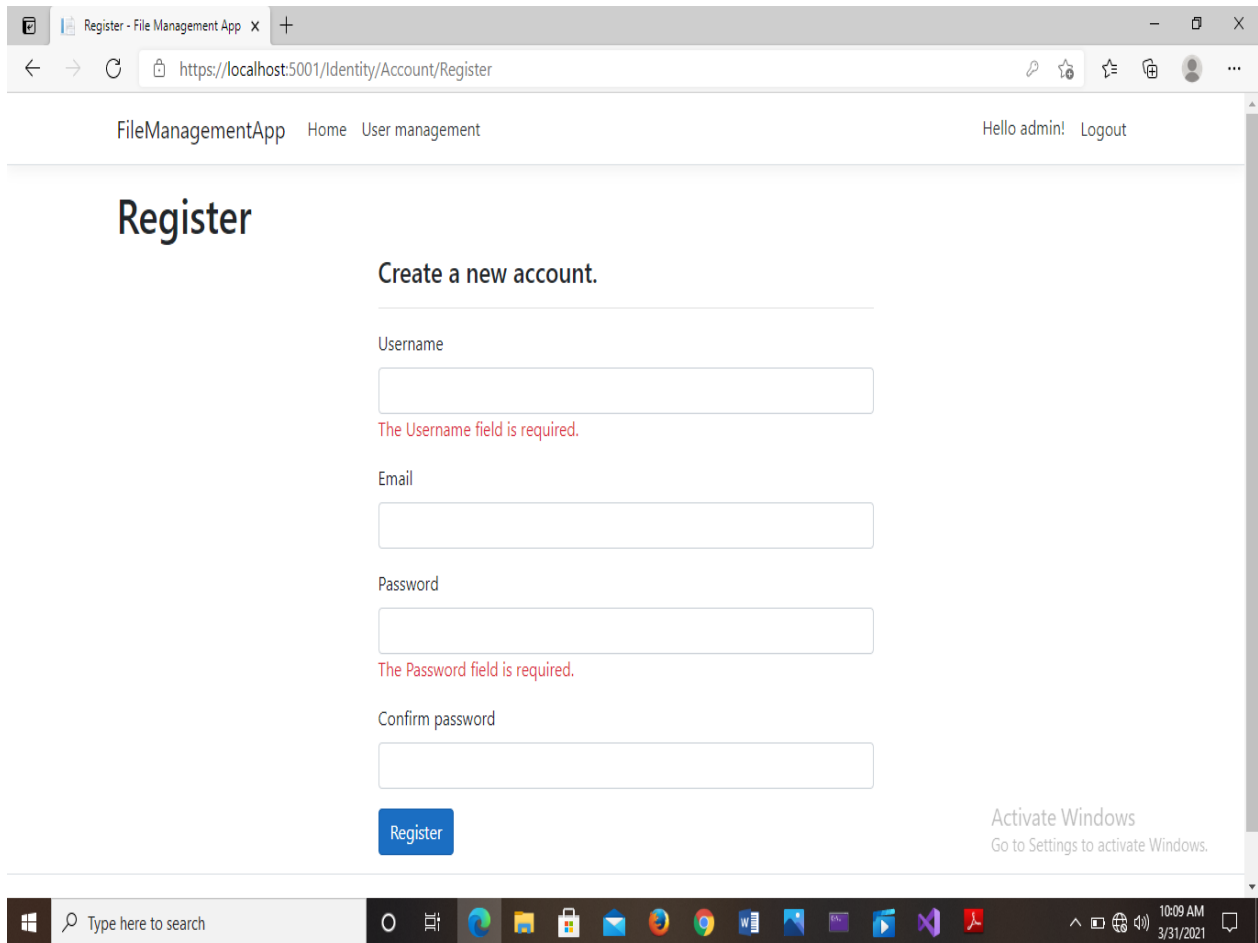 Register - File Management App
https://localhost:5001/Identity/Account/Register
FileManagementApp Home User management Hello admin! Logout
Register
Create a new account.
Username
The Username field is required.
Email
Password
The Password field is required.
Confirm password
Register
Activate Windows
Go to Settings to activate Windows.
Type here to search
10:09 AM
3/31/2021